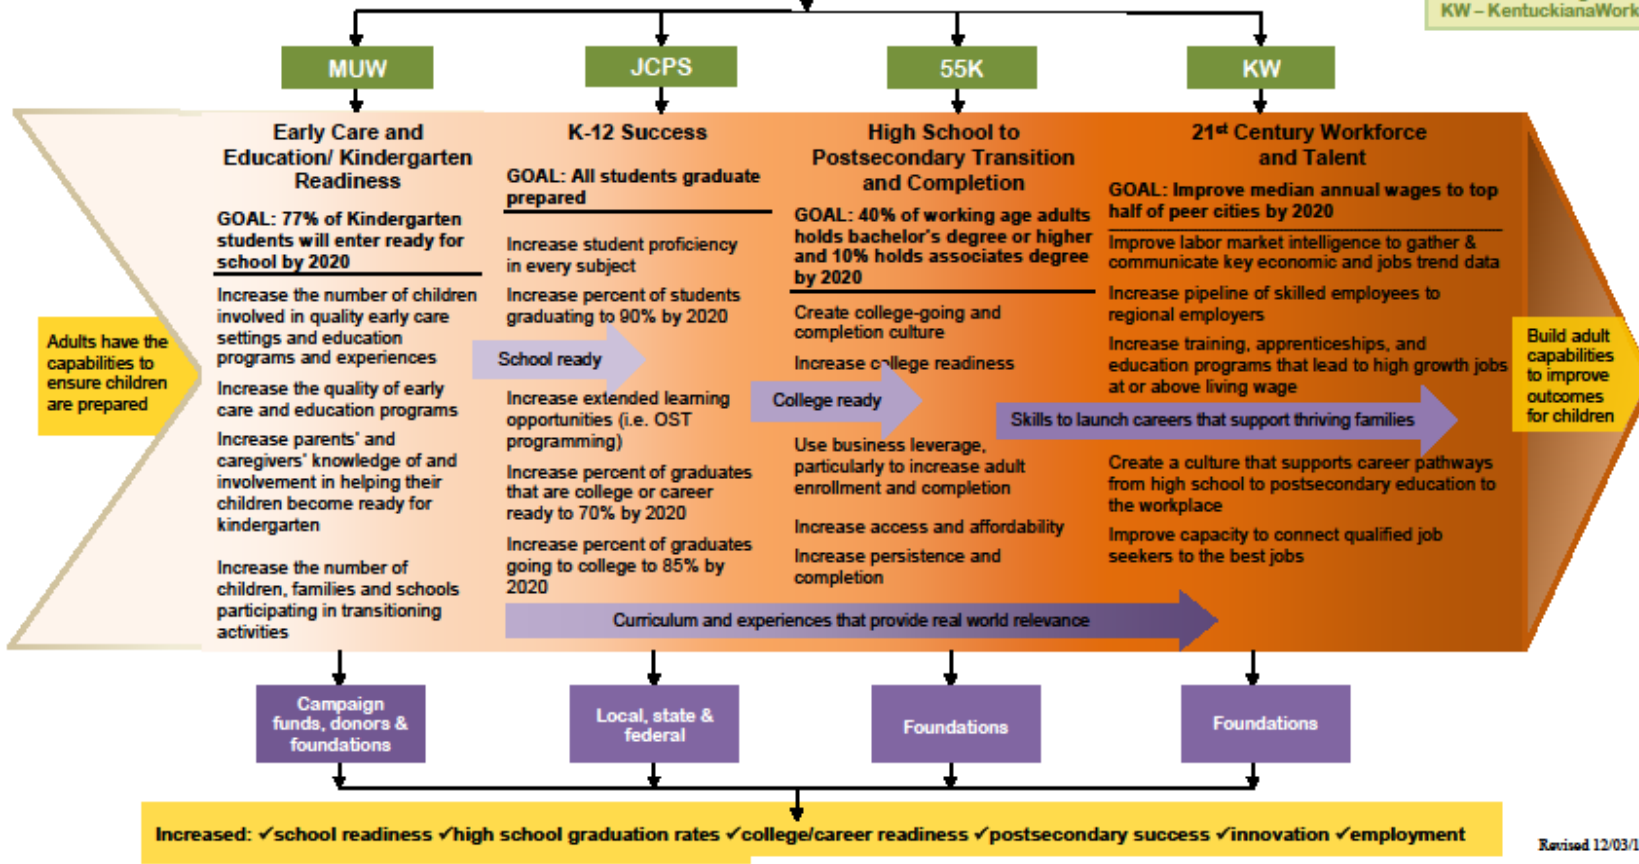 KW – KentuckianaWork
MUW
JCPS
55K
KW
Early Care and
Education/ Kindergarten
Readiness
GOAL: 77% of Kindergarten
students will enter ready for
school by 2020
Increase the number of children
involved in quality early care
settings and education
programs and experiences
Increase the quality of early
care and education programs
Increase parents' and
caregivers' knowledge of and
involvement in helping their
children become ready for
kindergarten
Increase the number of
children, families and schools
participating in transitioning
activities
K-12 Success
GOAL: All students graduate
prepared
Increase student proficiency
in every subject
Increase percent of students
graduating to 90% by 2020
School ready
Increase extended learning
opportunities (i.e. OST
programming)
Increase percent of graduates
that are college or career
ready to 70% by 2020
Increase percent of graduates
going to college to 85% by
2020
High School to
Postsecondary Transition
and Completion
GOAL: 40% of working age adults
holds bachelor's degree or higher
and 10% holds associates degree
by 2020
Create college-going and
completion culture
Increase college readiness
College ready
Use business leverage,
particularly to increase adult
enrollment and completion
Increase access and affordability
Increase persistence and
completion
21st Century Workforce
and Talent
GOAL: Improve median annual wages to top
half of peer cities by 2020
Improve labor market intelligence to gather &
communicate key economic and jobs trend data
Increase pipeline of skilled employees to
regional employers
Increase training, apprenticeships, and
education programs that lead to high growth jobs
at or above living wage
Skills to launch careers that support thriving families
Create a culture that supports career pathways
from high school to postsecondary education to
the workplace
Improve capacity to connect qualified job
seekers to the best jobs
Adults have the
capabilities to
ensure children
are prepared
Build adult
capabilities
to improve
outcomes
for children
Curriculum and experiences that provide real world relevance
Campaign
funds, donors &
foundations
Local, state &
federal
Foundations
Foundations
Increased: ✓school readiness ✓high school graduation rates ✓college/career readiness ✓postsecondary success ✓innovation ✓employment
Revised 12/03/1